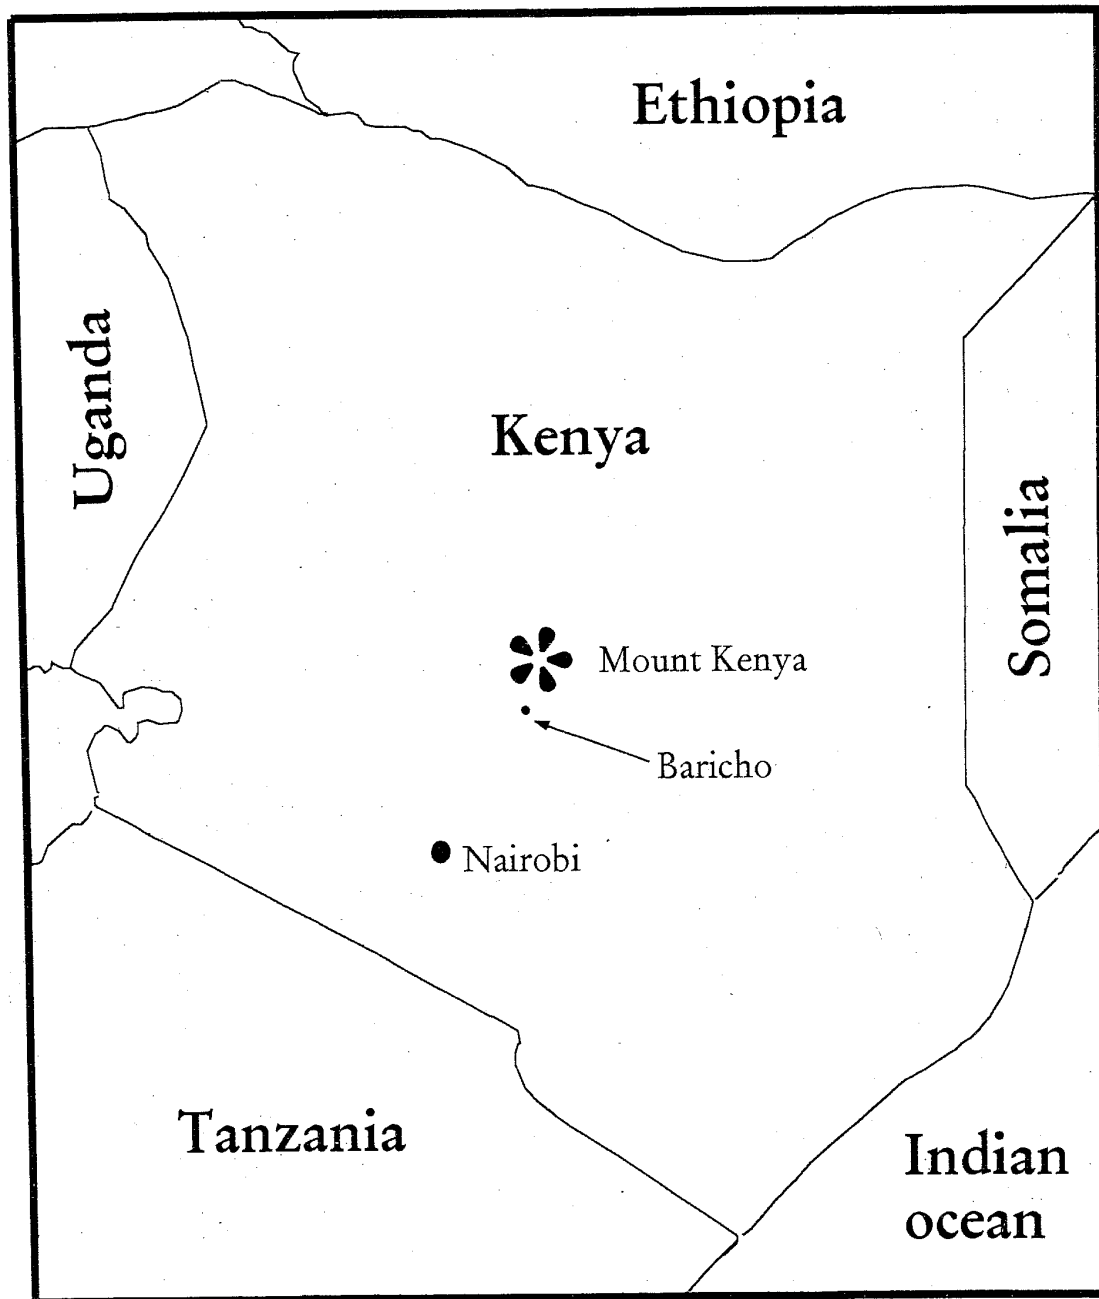 Ethiopia
Uganda
Kenya
Somalia
Mount Kenya
Baricho
Nairobi
Tanzania
Indian
ocean